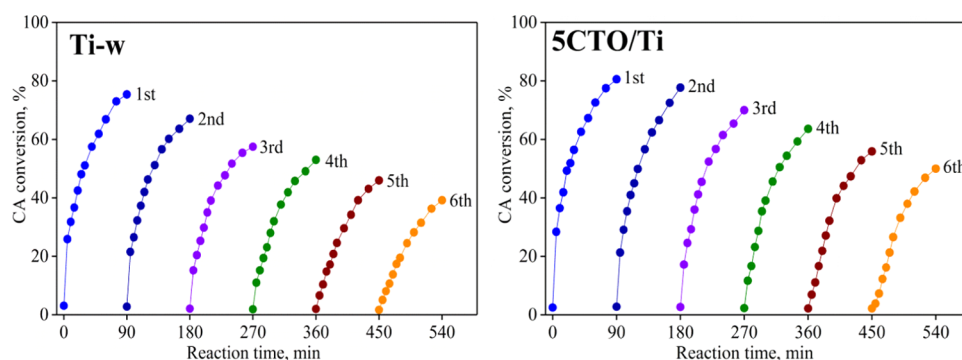 100
80
60
40
20
0
CA conversion, %
Ti-w
1st
2nd
3rd
4th
5th
6th
0 90 180 270 360 450 540
Reaction time, min
100
80
60
40
20
0
CA conversion, %
5CTO/Ti
1st
2nd
3rd
4th
5th
6th
0 90 180 270 360 450 540
Reaction time, min